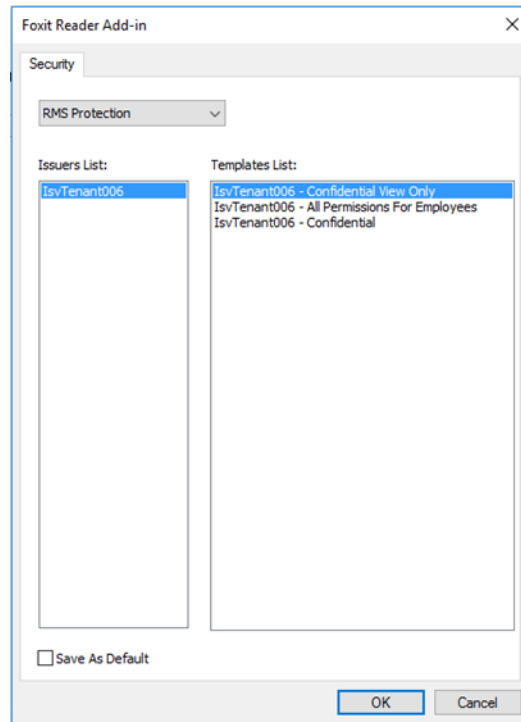 Foxit Reader Add-in
Security
RMS Protection
Issuers List:
Templates List:
IsvTenant006
IsvTenant006 - Confidential View Only
IsvTenant006 - All Permissions For Employees
IsvTenant006 - Confidential
Save As Default
OK
Cancel